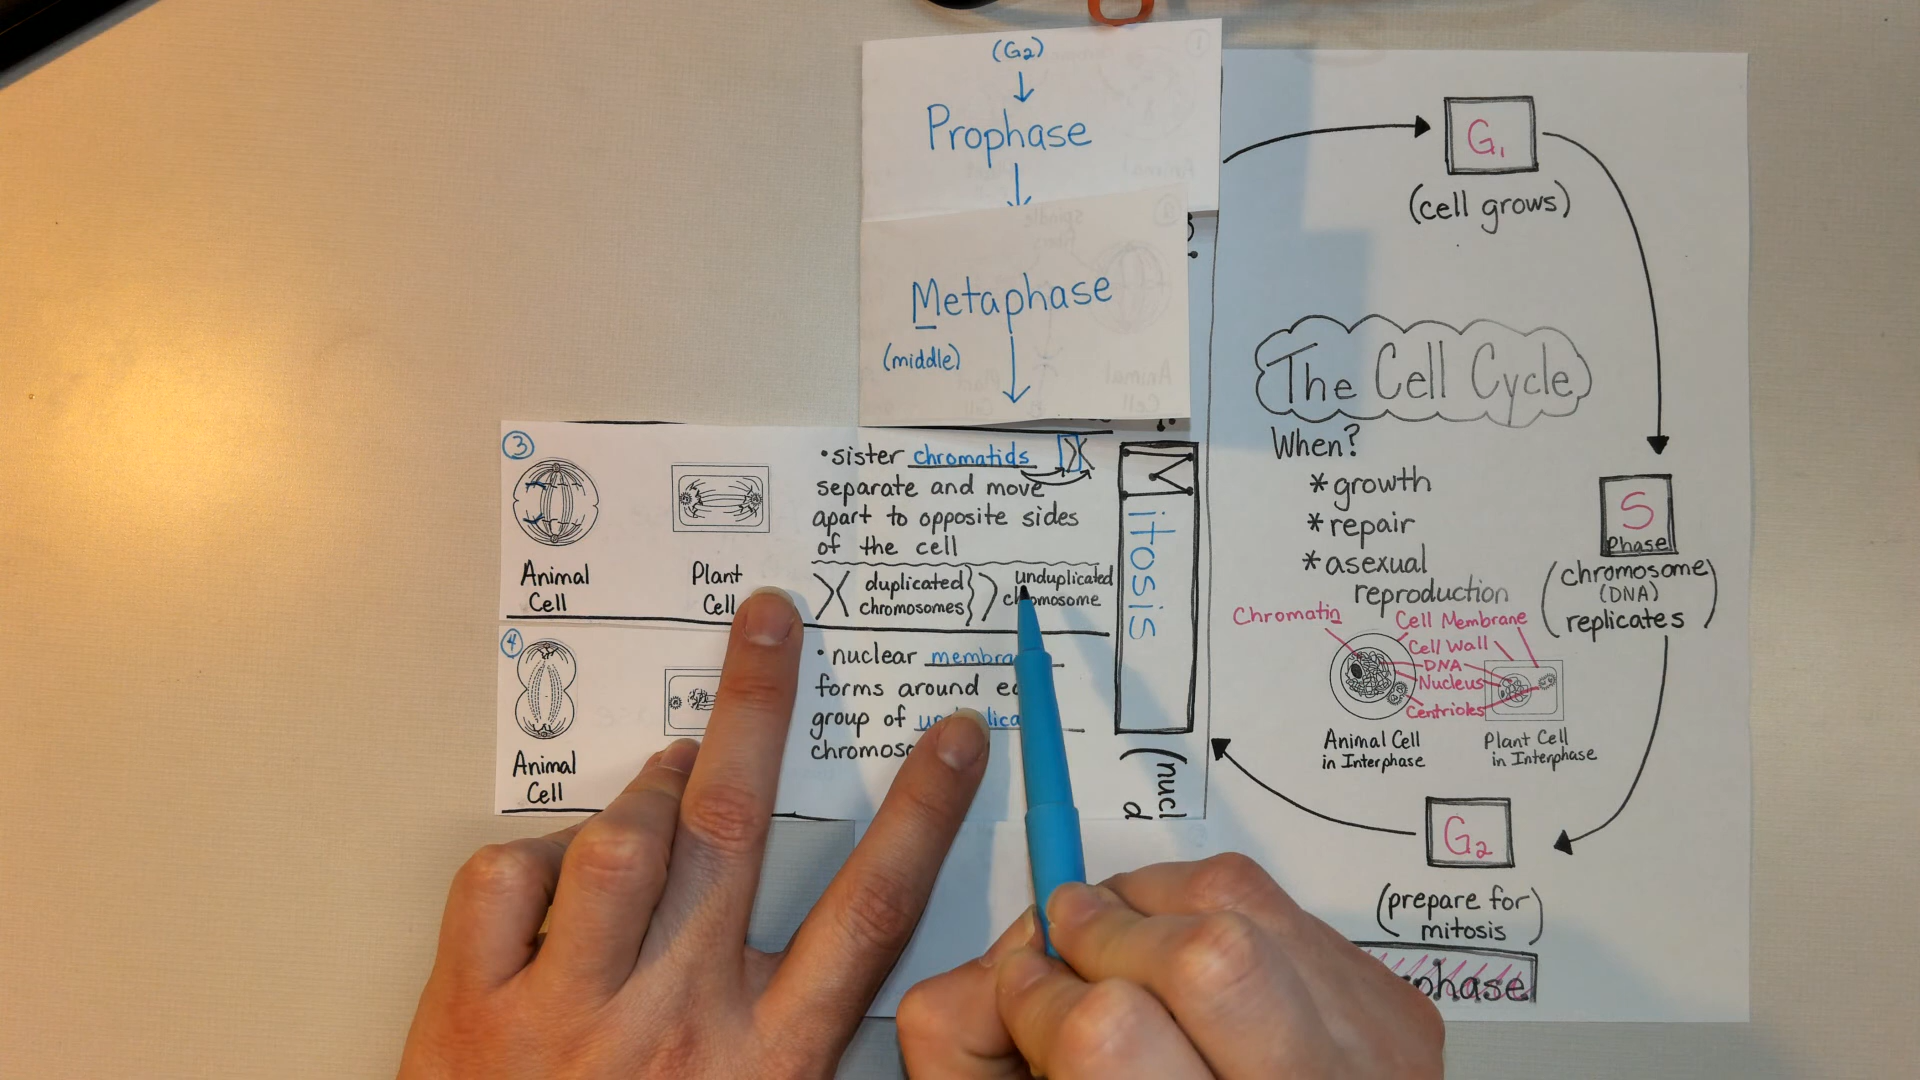 (G2)
Prophase
Metaphase
(middle)
3
• sister chromatids
separate and move
apart to opposite sides
of the cell
Animal
Cell
Plant
Cell
duplicated
chromosomes
unduplicated
chromosome
4
• nuclear
forms around
group of
Animal
Cell
Mitosis
G1
(cell grows)
The Cell Cycle
When?
* growth
* repair
* asexual
reproduction
S
Phase
(chromosome
(DNA)
replicates)
Chromatin
Cell Membrane
Cell Wall
DNA
Nucleus
Centrioles
Animal Cell
in Interphase
Plant Cell
in Interphase
G2
(prepare for
mitosis)